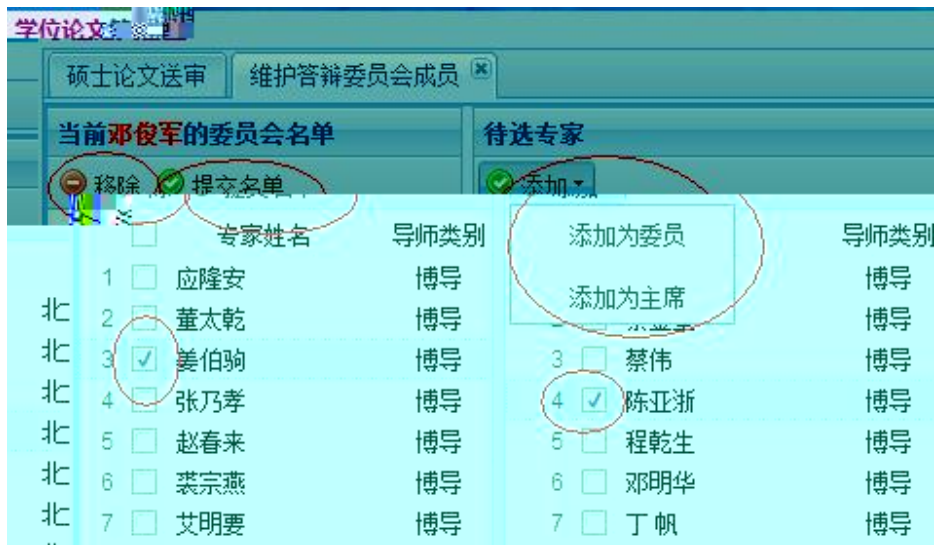 学位论文
硕士论文送审 维护答辩委员会成员
当前邓俊军的委员会名单 待选专家
移除 提交名单 添加
专家姓名 导师类别 添加为委员 导师类别
1 应隆安 博导 博导
添加为主席
北 2 董太乾 博导 博导
北 3 姜伯驹 博导 3 蔡伟 博导
北 4 张乃孝 博导 4 陈亚浙 博导
北 5 赵春来 博导 5 程乾生 博导
北 6 裘宗燕 博导 6 邓明华 博导
北 7 艾明要 博导 7 丁帆 博导